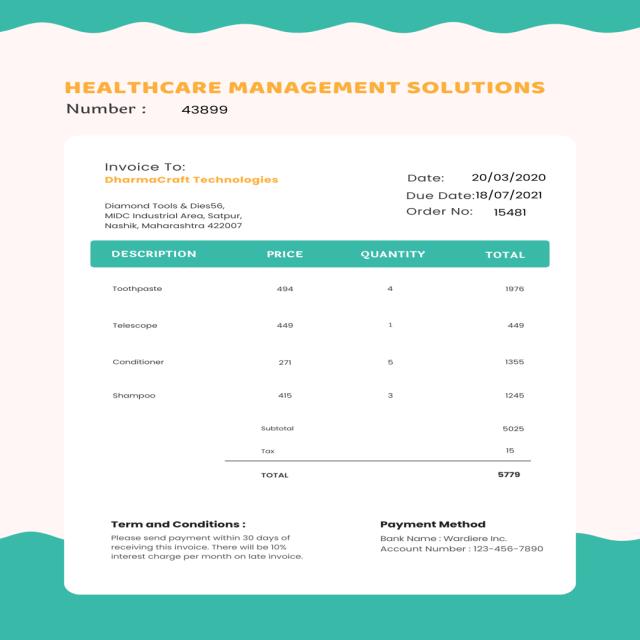 HEALTHCARE MANAGEMENT SOLUTIONS
Number : 43899
Invoice To:
DharmaCraft Technologies
Diamond Tools & Dies56,
MIDC Industrial Area, Satpur,
Nashik, Maharashtra 422007
Date: 20/03/2020
Due Date:18/07/2021
Order No: 15481
DESCRIPTION PRICE QUANTITY TOTAL
Toothpaste 494 4 1976
Telescope 449 1 449
Conditioner 271 5 1355
Shampoo 415 3 1245
Subtotal 5025
Tax 15
TOTAL 5779
Term and Conditions :
Please send payment within 30 days of
receiving this invoice. There will be 10%
interest charge per month on late invoice.
Payment Method
Bank Name : Wardiere Inc.
Account Number : 123-456-7890